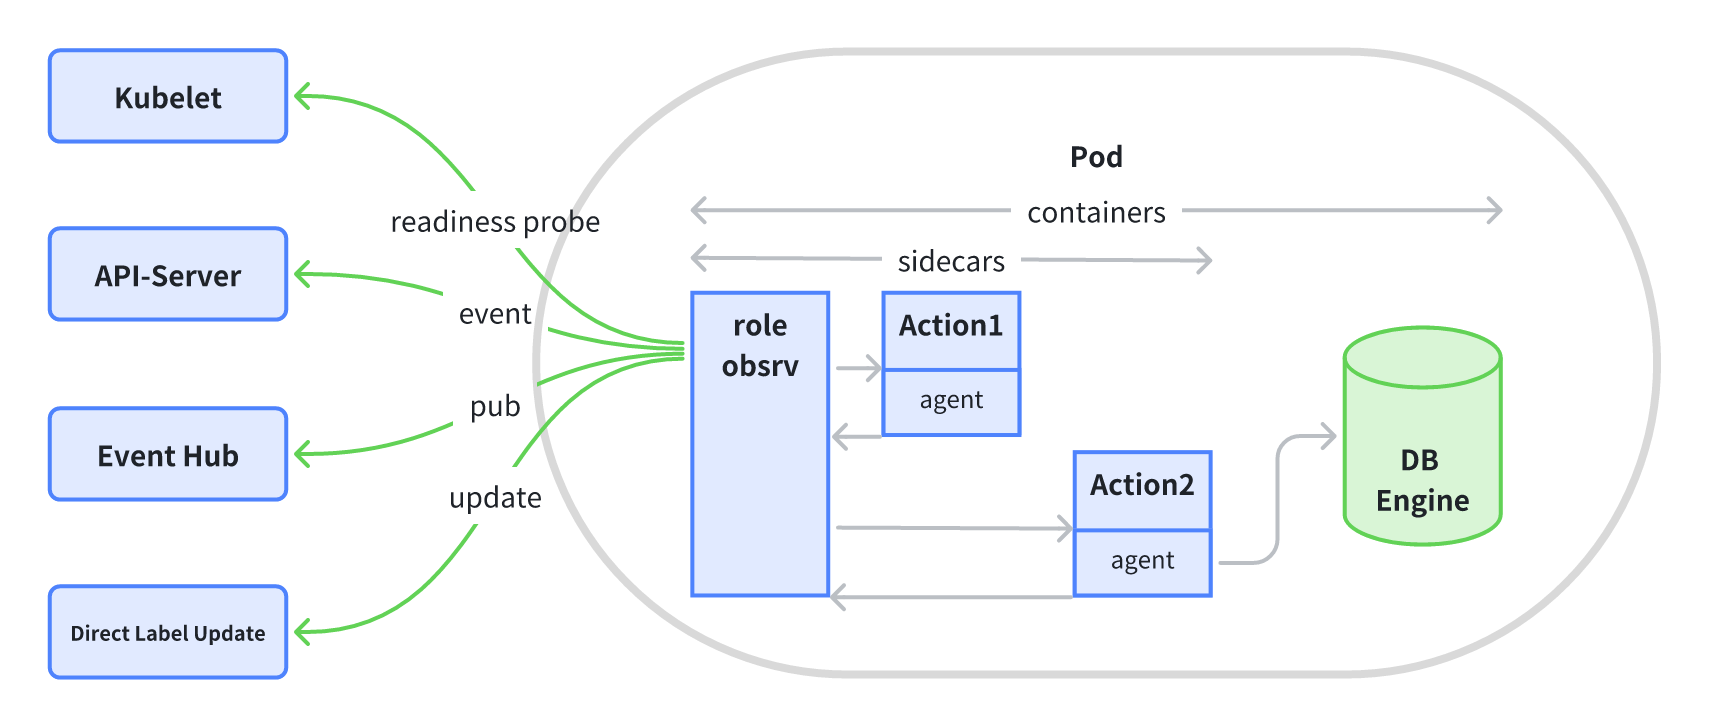 Kubelet
API-Server
Event Hub
Direct Label Update
readiness probe
event
pub
update
Pod
containers
sidecars
role
obsrv
Action1
agent
Action2
agent
DB
Engine